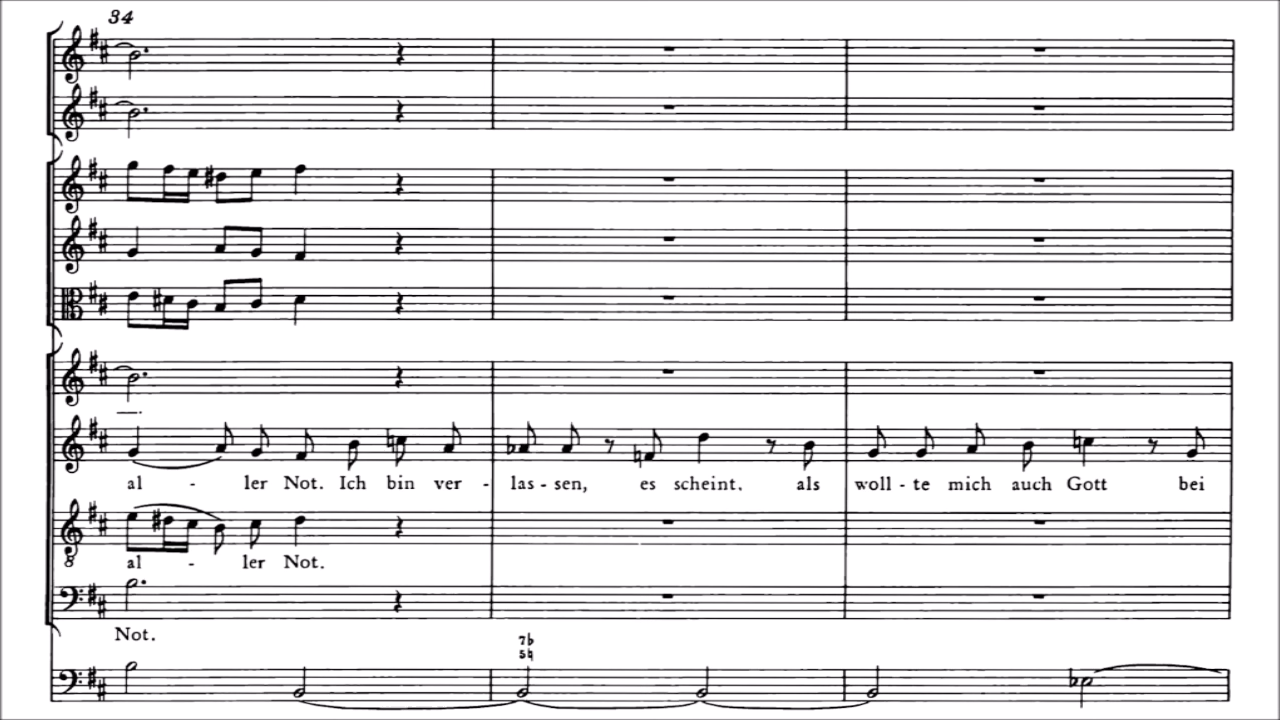 34
al - ler Not. Ich bin ver - las - sen, es scheint. als woll - te mich auch Gott bei
al - ler Not.
Not.
7♭
5♮